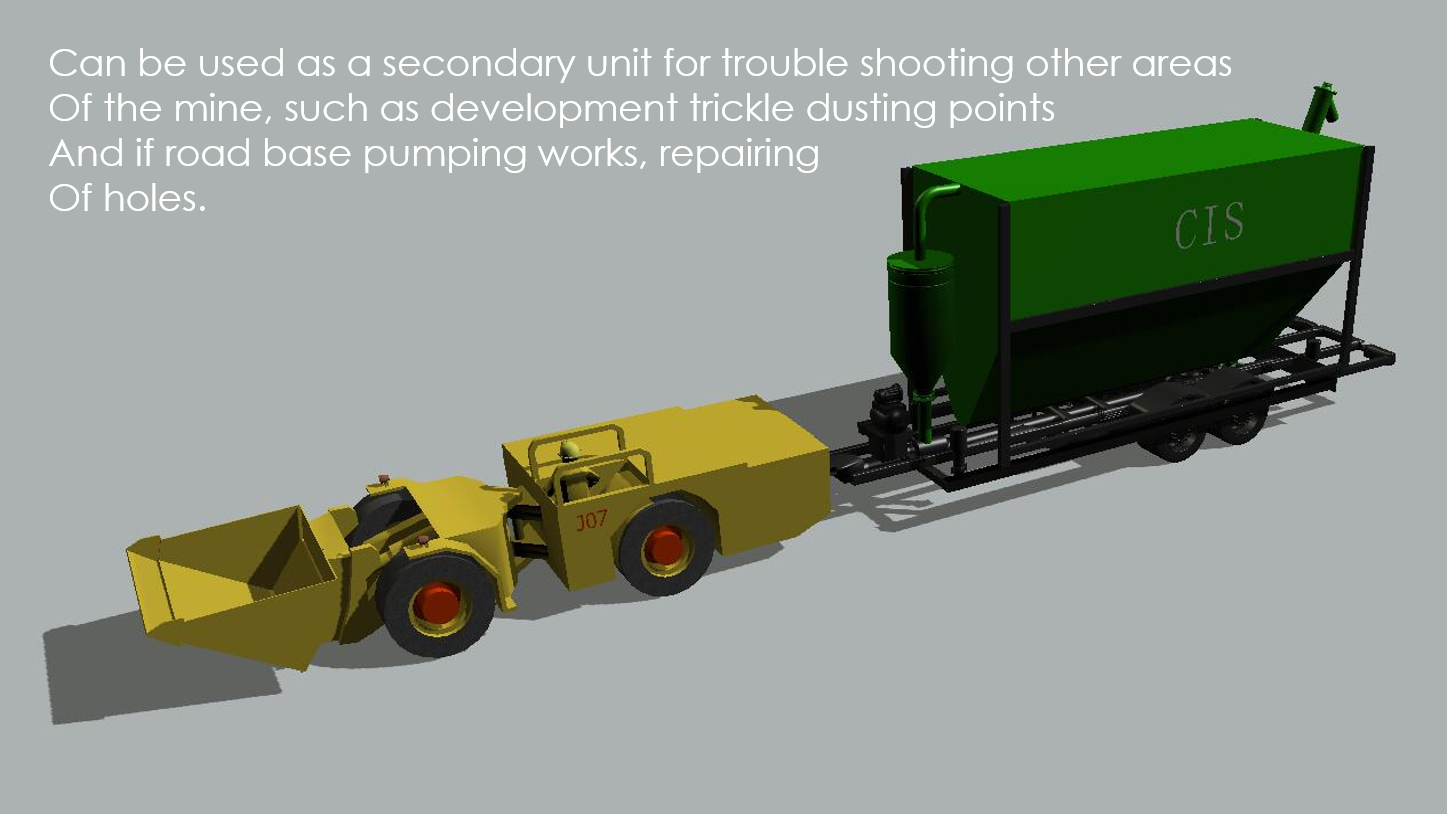 Can be used as a secondary unit for trouble shooting other areas
Of the mine, such as development trickle dusting points
And if road base pumping works, repairing
Of holes.
CIS
J07